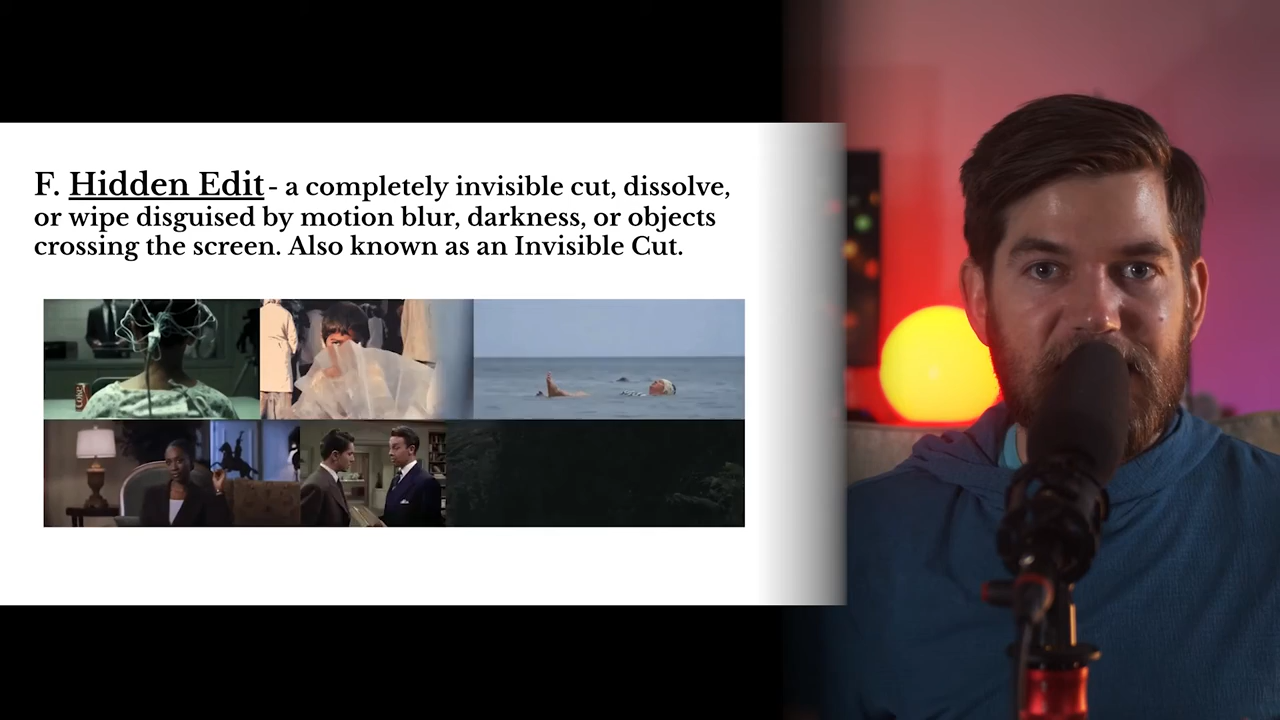 F. Hidden Edit - a completely invisible cut, dissolve,
or wipe disguised by motion blur, darkness, or objects
crossing the screen. Also known as an Invisible Cut.